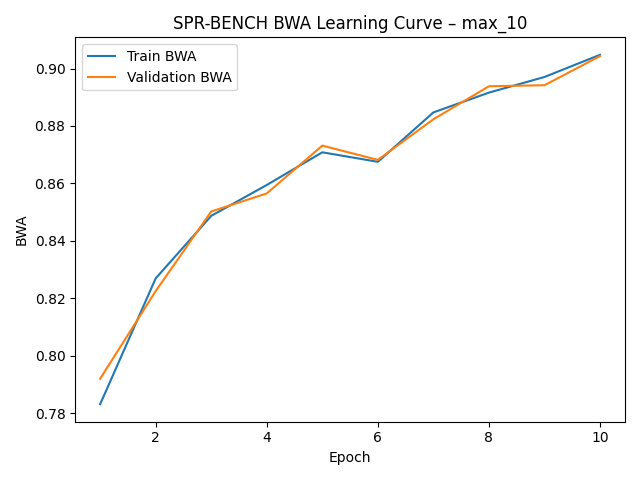 SPR-BENCH BWA Learning Curve – max_10
Train BWA
Validation BWA
BWA
0.90
0.88
0.86
0.84
0.82
0.80
0.78
2 4 6 8 10
Epoch